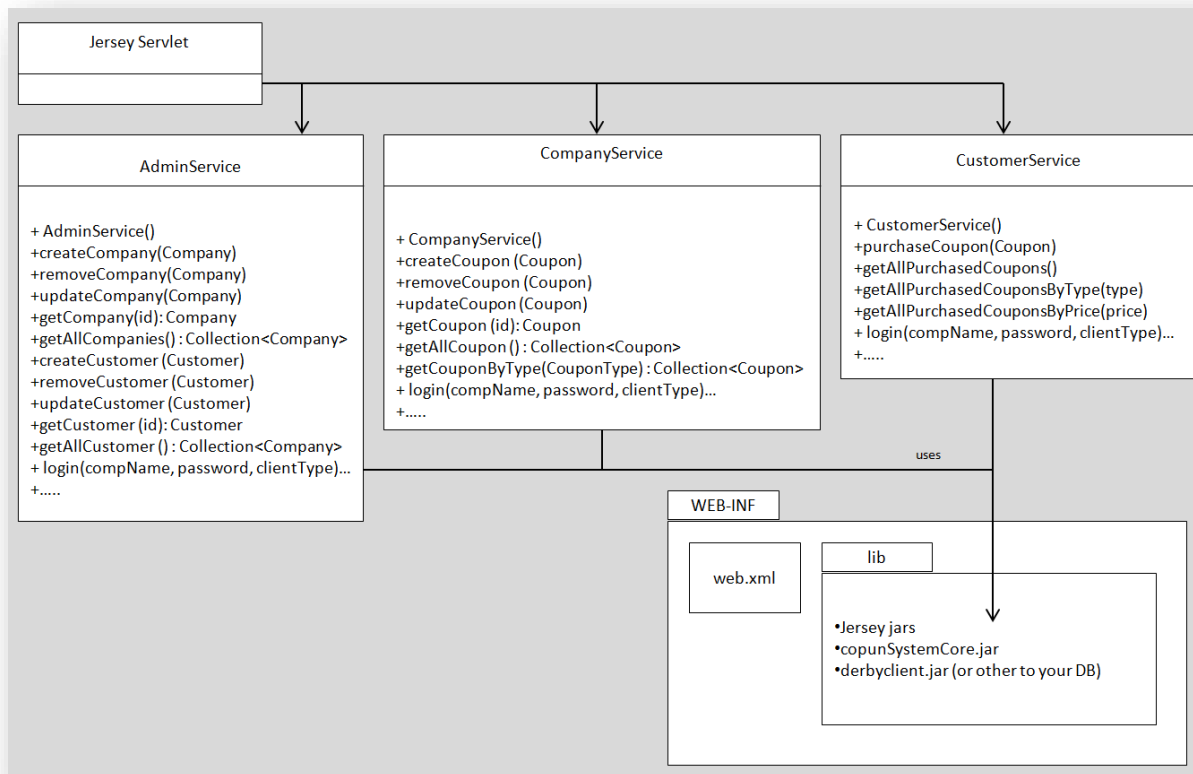 Jersey Servlet
AdminService
+ AdminService()
+createCompany(Company)
+removeCompany(Company)
+updateCompany(Company)
+getCompany(id): Company
+getAllCompanies() : Collection<Company>
+createCustomer (Customer)
+removeCustomer (Customer)
+updateCustomer (Customer)
+getCustomer (id): Customer
+getAllCustomer () : Collection<Company>
+ login(compName, password, clientType)...
+.....
CompanyService
+ CompanyService()
+createCoupon (Coupon)
+removeCoupon (Coupon)
+updateCoupon (Coupon)
+getCoupon (id): Coupon
+getAllCoupon () : Collection<Coupon>
+getCouponByType(CouponType) : Collection<Coupon>
+ login(compName, password, clientType)...
+.....
CustomerService
+ CustomerService()
+purchaseCoupon(Coupon)
+getAllPurchasedCoupons()
+getAllPurchasedCouponsByType(type)
+getAllPurchasedCouponsByPrice(price)
+ login(compName, password, clientType)...
+.....
uses
WEB-INF
web.xml
lib
•Jersey jars
•copunSystemCore.jar
•derbyclient.jar (or other to your DB)